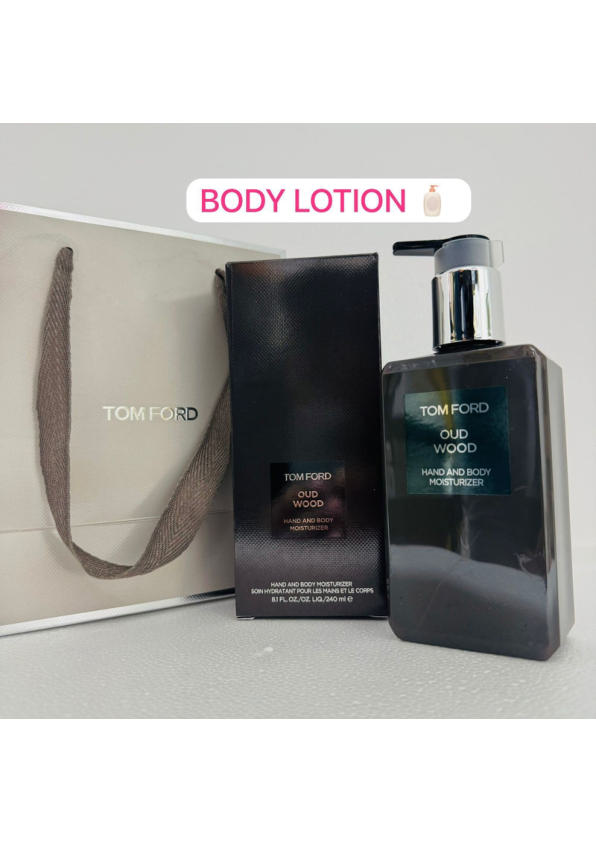 BODY LOTION 🧴
TOM FORD
TOM FORD
OUD
WOOD
HAND AND BODY
MOISTURIZER
HAND AND BODY MOISTURIZER
SOIN HYDRATANT POUR LES MAINS ET LE CORPS
8.1 FL. OZ./OZ. LIQ./240 ml ℮
TOM FORD
OUD
WOOD
HAND AND BODY
MOISTURIZER